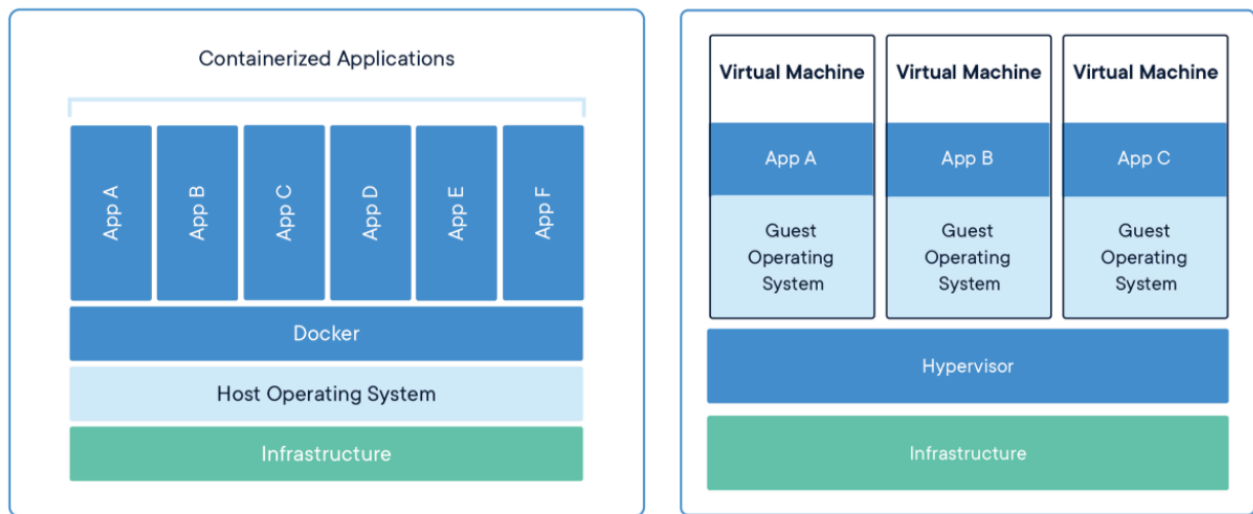 Containerized Applications
App A
App B
App C
App D
App E
App F
Docker
Host Operating System
Infrastructure
Virtual Machine
App A
Guest
Operating
System
Virtual Machine
App B
Guest
Operating
System
Virtual Machine
App C
Guest
Operating
System
Hypervisor
Infrastructure